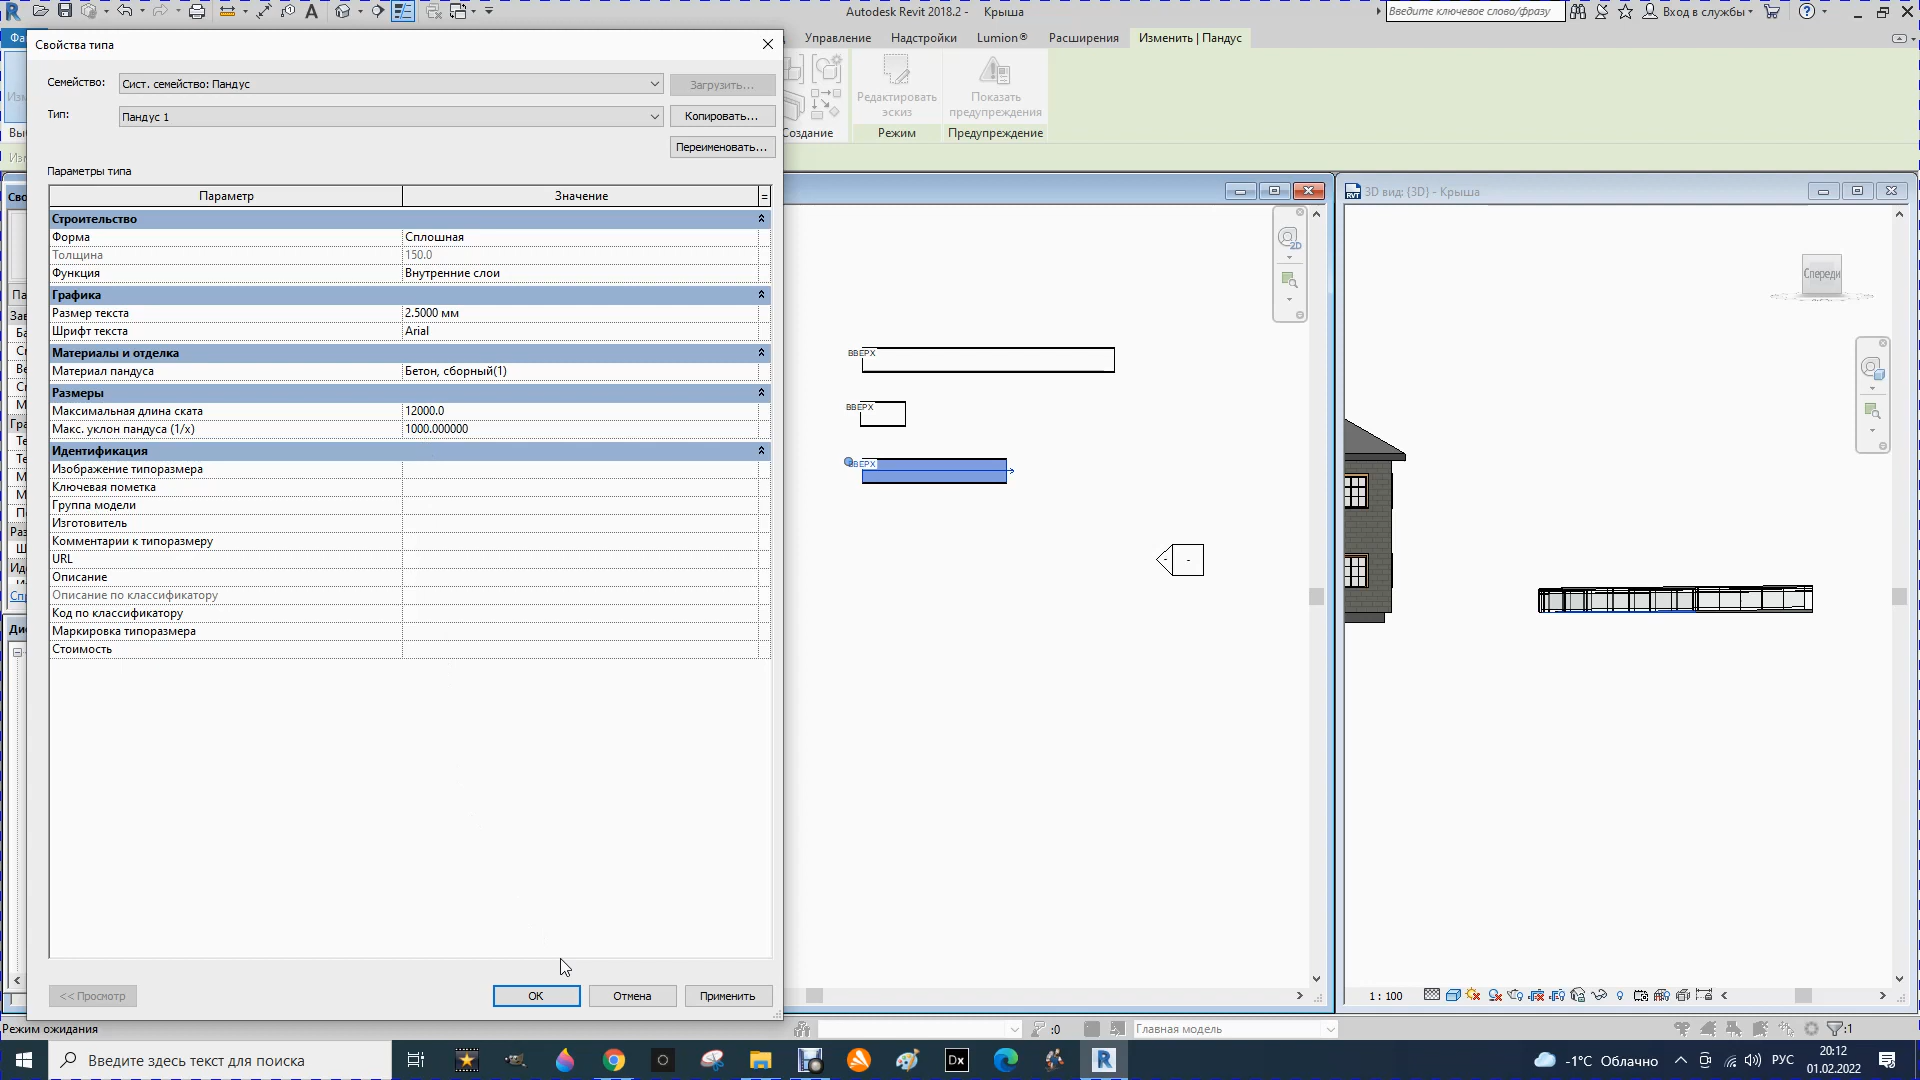 Autodesk Revit 2018.2 - Крыша
Введите ключевое слово/фразу
Вход в службы
Управление Надстройки Lumion® Расширения Изменить | Пандус
Свойства типа
Семейство: Сист. семейство: Пандус Загрузить...
Тип: Пандус 1 Копировать...
Переименовать...
Редактировать эскиз
Показать предупреждения
Создание Режим Предупреждение
Параметры типа
Параметр Значение =
Строительство
Форма Сплошная
Толщина 150.0
Функция Внутренние слои
Графика
Размер текста 2.5000 мм
Шрифт текста Arial
Материалы и отделка
Материал пандуса Бетон, сборный(1)
Размеры
Максимальная длина ската 12000.0
Макс. уклон пандуса (1/x) 1000.000000
Идентификация
Изображение типоразмера
Ключевая пометка
Группа модели
Изготовитель
Комментарии к типоразмеру
URL
Описание
Описание по классификатору
Код по классификатору
Маркировка типоразмера
Стоимость
<< Просмотр ОК Отмена Применить
ВВЕРХ
ВВЕРХ
ВВЕРХ
2D
3D вид: {3D} - Крыша
Спереди
1 : 100
Режим ожидания
:0
Главная модель
:1
Введите здесь текст для поиска
Dx
-1°C Облачно
РУС
20:12
01.02.2022